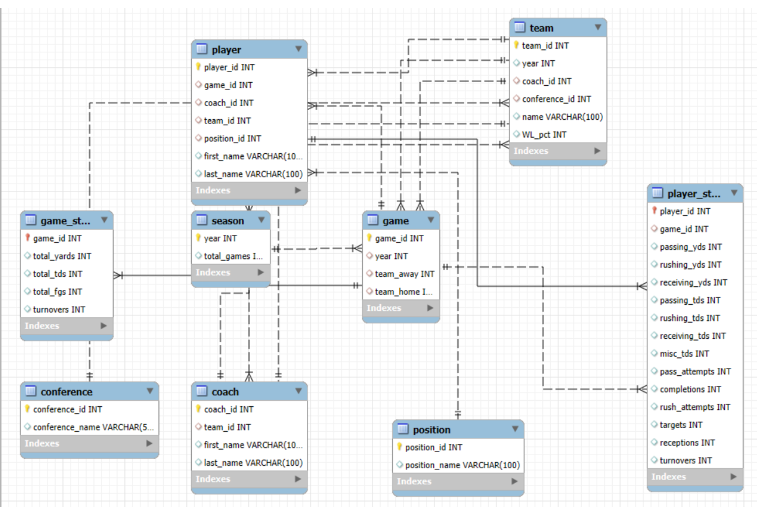 team
team_id INT
year INT
coach_id INT
conference_id INT
name VARCHAR(100)
WL_pct INT
Indexes
player
player_id INT
game_id INT
coach_id INT
team_id INT
position_id INT
first_name VARCHAR(10...
last_name VARCHAR(100)
Indexes
player_st...
player_id INT
game_id INT
passing_yds INT
rushing_yds INT
receiving_yds INT
passing_tds INT
rushing_tds INT
receiving_tds INT
misc_tds INT
pass_attempts INT
completions INT
rush_attempts INT
targets INT
receptions INT
turnovers INT
Indexes
game_st...
game_id INT
total_yards INT
total_tds INT
total_fgs INT
turnovers INT
Indexes
season
year INT
total_games I...
Indexes
game
game_id INT
year INT
team_away INT
team_home I...
Indexes
conference
conference_id INT
conference_name VARCHAR(5...
Indexes
coach
coach_id INT
team_id INT
first_name VARCHAR(10...
last_name VARCHAR(100)
Indexes
position
position_id INT
position_name VARCHAR(100)
Indexes